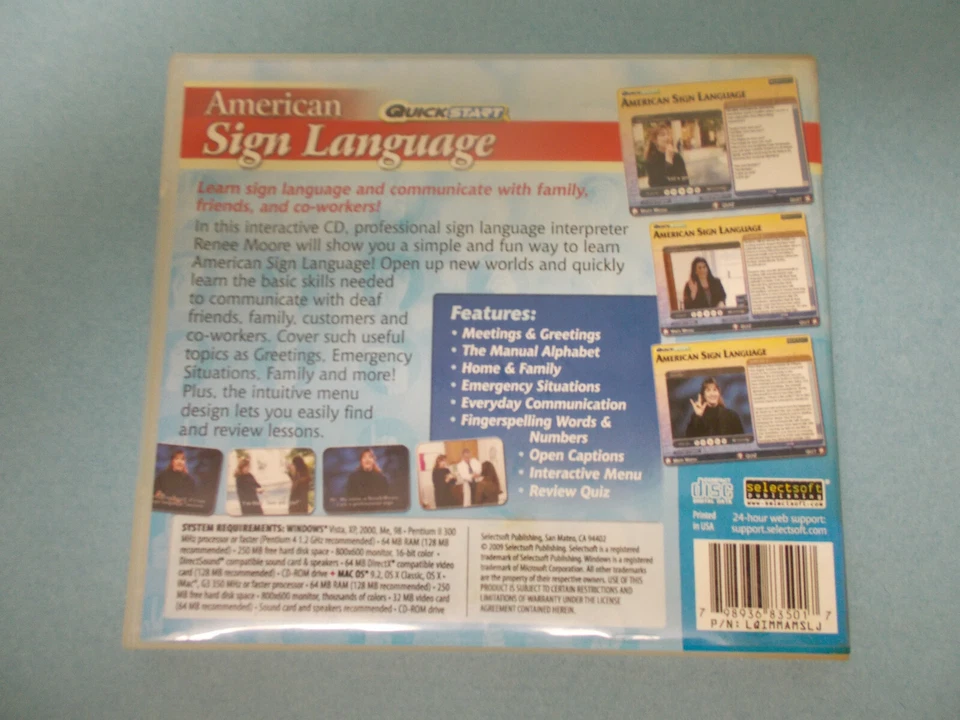 American
QUICKSTART
Sign Language
Learn sign language and communicate with family,
friends, and co-workers!
In this interactive CD, professional sign language interpreter
Renee Moore will show you a simple and fun way to learn
American Sign Language! Open up new worlds and quickly
learn the basic skills needed
to communicate with deaf
friends, family, customers and
co-workers. Cover such useful
topics as Greetings, Emergency
Situations, Family and more!
Plus, the intuitive menu
design lets you easily find
and review lessons.
Features:
• Meetings & Greetings
• The Manual Alphabet
• Home & Family
• Emergency Situations
• Everyday Communication
• Fingerspelling Words &
Numbers
• Open Captions
• Interactive Menu
• Review Quiz
AMERICAN SIGN LANGUAGE
AMERICAN SIGN LANGUAGE
AMERICAN SIGN LANGUAGE
SYSTEM REQUIREMENTS: WINDOWS® Vista, XP, 2000, Me, 98 • Pentium II 300
MHz processor or faster (Pentium 4 1.2 GHz recommended) • 64 MB RAM (128 MB
recommended) • 250 MB free hard disk space • 800x600 monitor, 16-bit color •
DirectSound® compatible sound card & speakers • 64 MB DirectX® compatible video
card (128 MB recommended) • CD-ROM drive • MAC OS® 9.2, OS X Classic, OS X •
iMac®, G3 350 MHz or faster processor • 64 MB RAM (128 MB recommended) • 250
MB free hard disk space • 800x600 monitor, thousands of colors • 32 MB video card
(64 MB recommended) • Sound card and speakers recommended • CD-ROM drive
Selectsoft Publishing, San Mateo, CA 94402
© 2009 Selectsoft Publishing. Selectsoft is a registered
trademark of Selectsoft Publishing. Windows is a registered
trademark of Microsoft Corporation. All other trademarks
are the property of their respective owners. USE OF THIS
PRODUCT IS SUBJECT TO CERTAIN RESTRICTIONS AND
LIMITATIONS OF WARRANTY UNDER THE LICENSE
AGREEMENT CONTAINED HEREIN.
disc
selectsoft
publishing
www.selectsoft.com
Printed
in USA
24-hour web support:
support.selectsoft.com
7 98936 83501 7
P/N: LQIMMAMSLJ